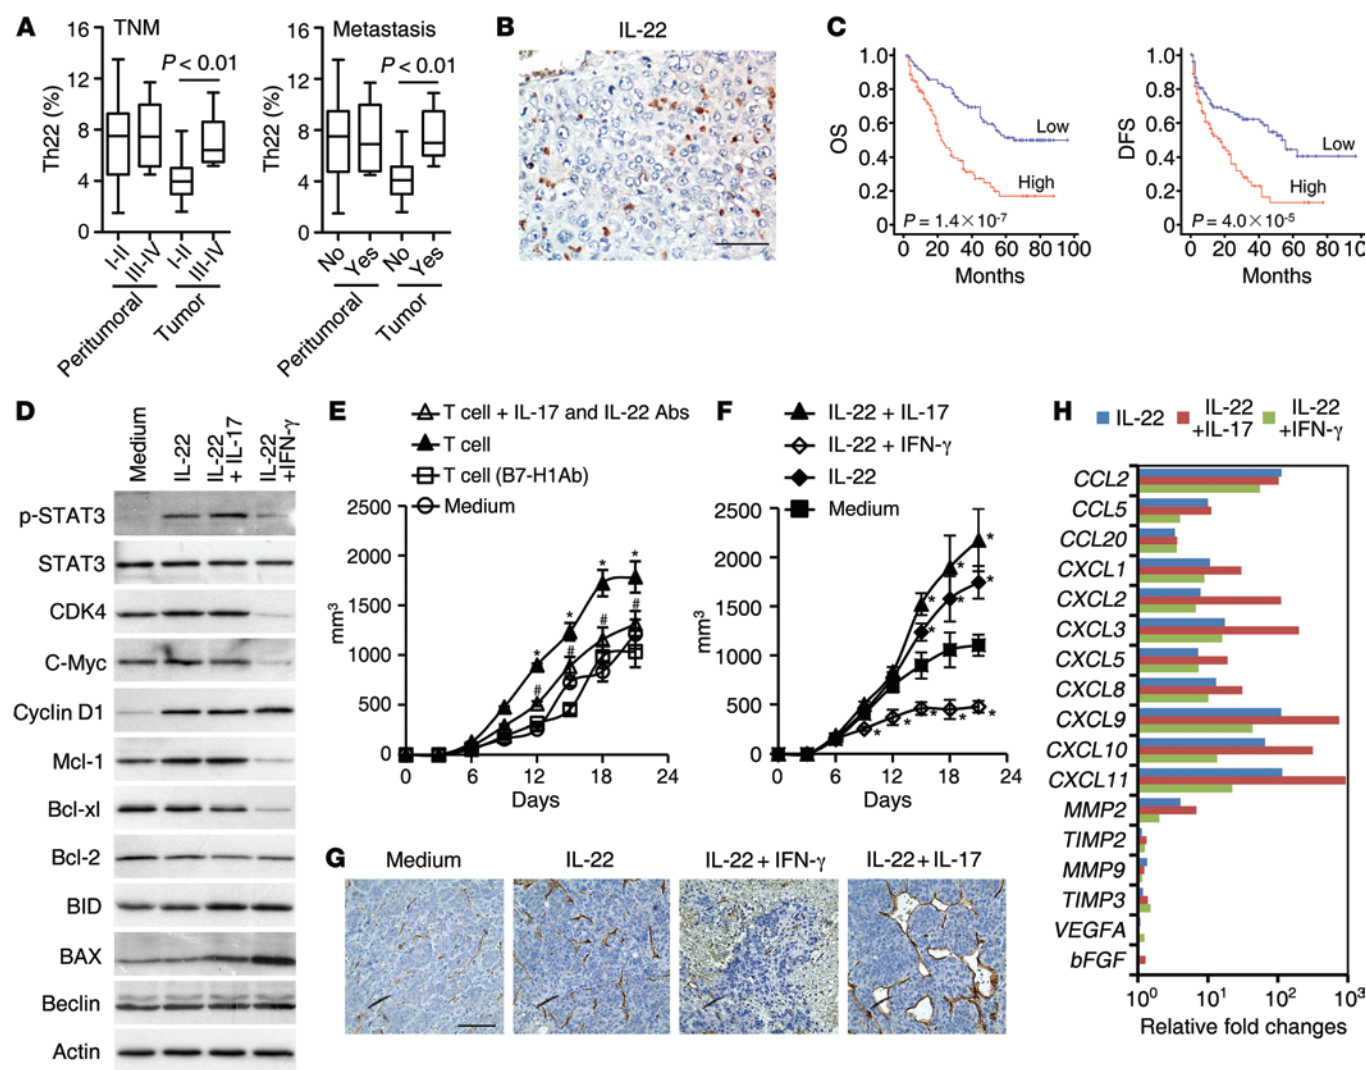 A
TNM
P < 0.01
Th22 (%)
16
12
8
4
0
I-II
III-IV
I-II
III-IV
Peritumoral
Tumor
Metastasis
P < 0.01
Th22 (%)
16
12
8
4
0
No
Yes
No
Yes
Peritumoral
Tumor
B
IL-22
C
OS
1.0
0.8
0.6
0.4
0.2
0
Low
High
P = 1.4×10-7
0 20 40 60 80 100
Months
DFS
1.0
0.8
0.6
0.4
0.2
0
Low
High
P = 4.0×10-5
0 20 40 60 80 100
Months
D
Medium
IL-22
IL-22 + IL-17
IL-22 +IFN-γ
p-STAT3
STAT3
CDK4
C-Myc
Cyclin D1
Mcl-1
Bcl-xl
Bcl-2
BID
BAX
Beclin
Actin
E
T cell + IL-17 and IL-22 Abs
T cell
T cell (B7-H1Ab)
Medium
mm3
2500
2000
1500
1000
500
0
* * * * *
# # # #
0 6 12 18 24
Days
F
IL-22 + IL-17
IL-22 + IFN-γ
IL-22
Medium
mm3
2500
2000
1500
1000
500
0
* * * * * * * * * * *
0 6 12 18 24
Days
G
Medium
IL-22
IL-22 + IFN-γ
IL-22 + IL-17
H
IL-22
IL-22 +IL-17
IL-22 +IFN-γ
CCL2
CCL5
CCL20
CXCL1
CXCL2
CXCL3
CXCL5
CXCL8
CXCL9
CXCL10
CXCL11
MMP2
TIMP2
MMP9
TIMP3
VEGFA
bFGF
100 101 102 103
Relative fold changes